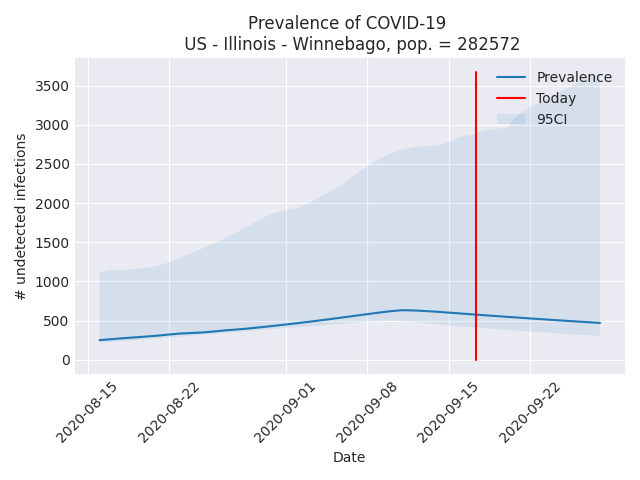 Prevalence of COVID-19
US - Illinois - Winnebago, pop. = 282572
# undetected infections
3500
3000
2500
2000
1500
1000
500
0
Prevalence
Today
95CI
2020-08-15
2020-08-22
2020-09-01
2020-09-08
2020-09-15
2020-09-22
Date